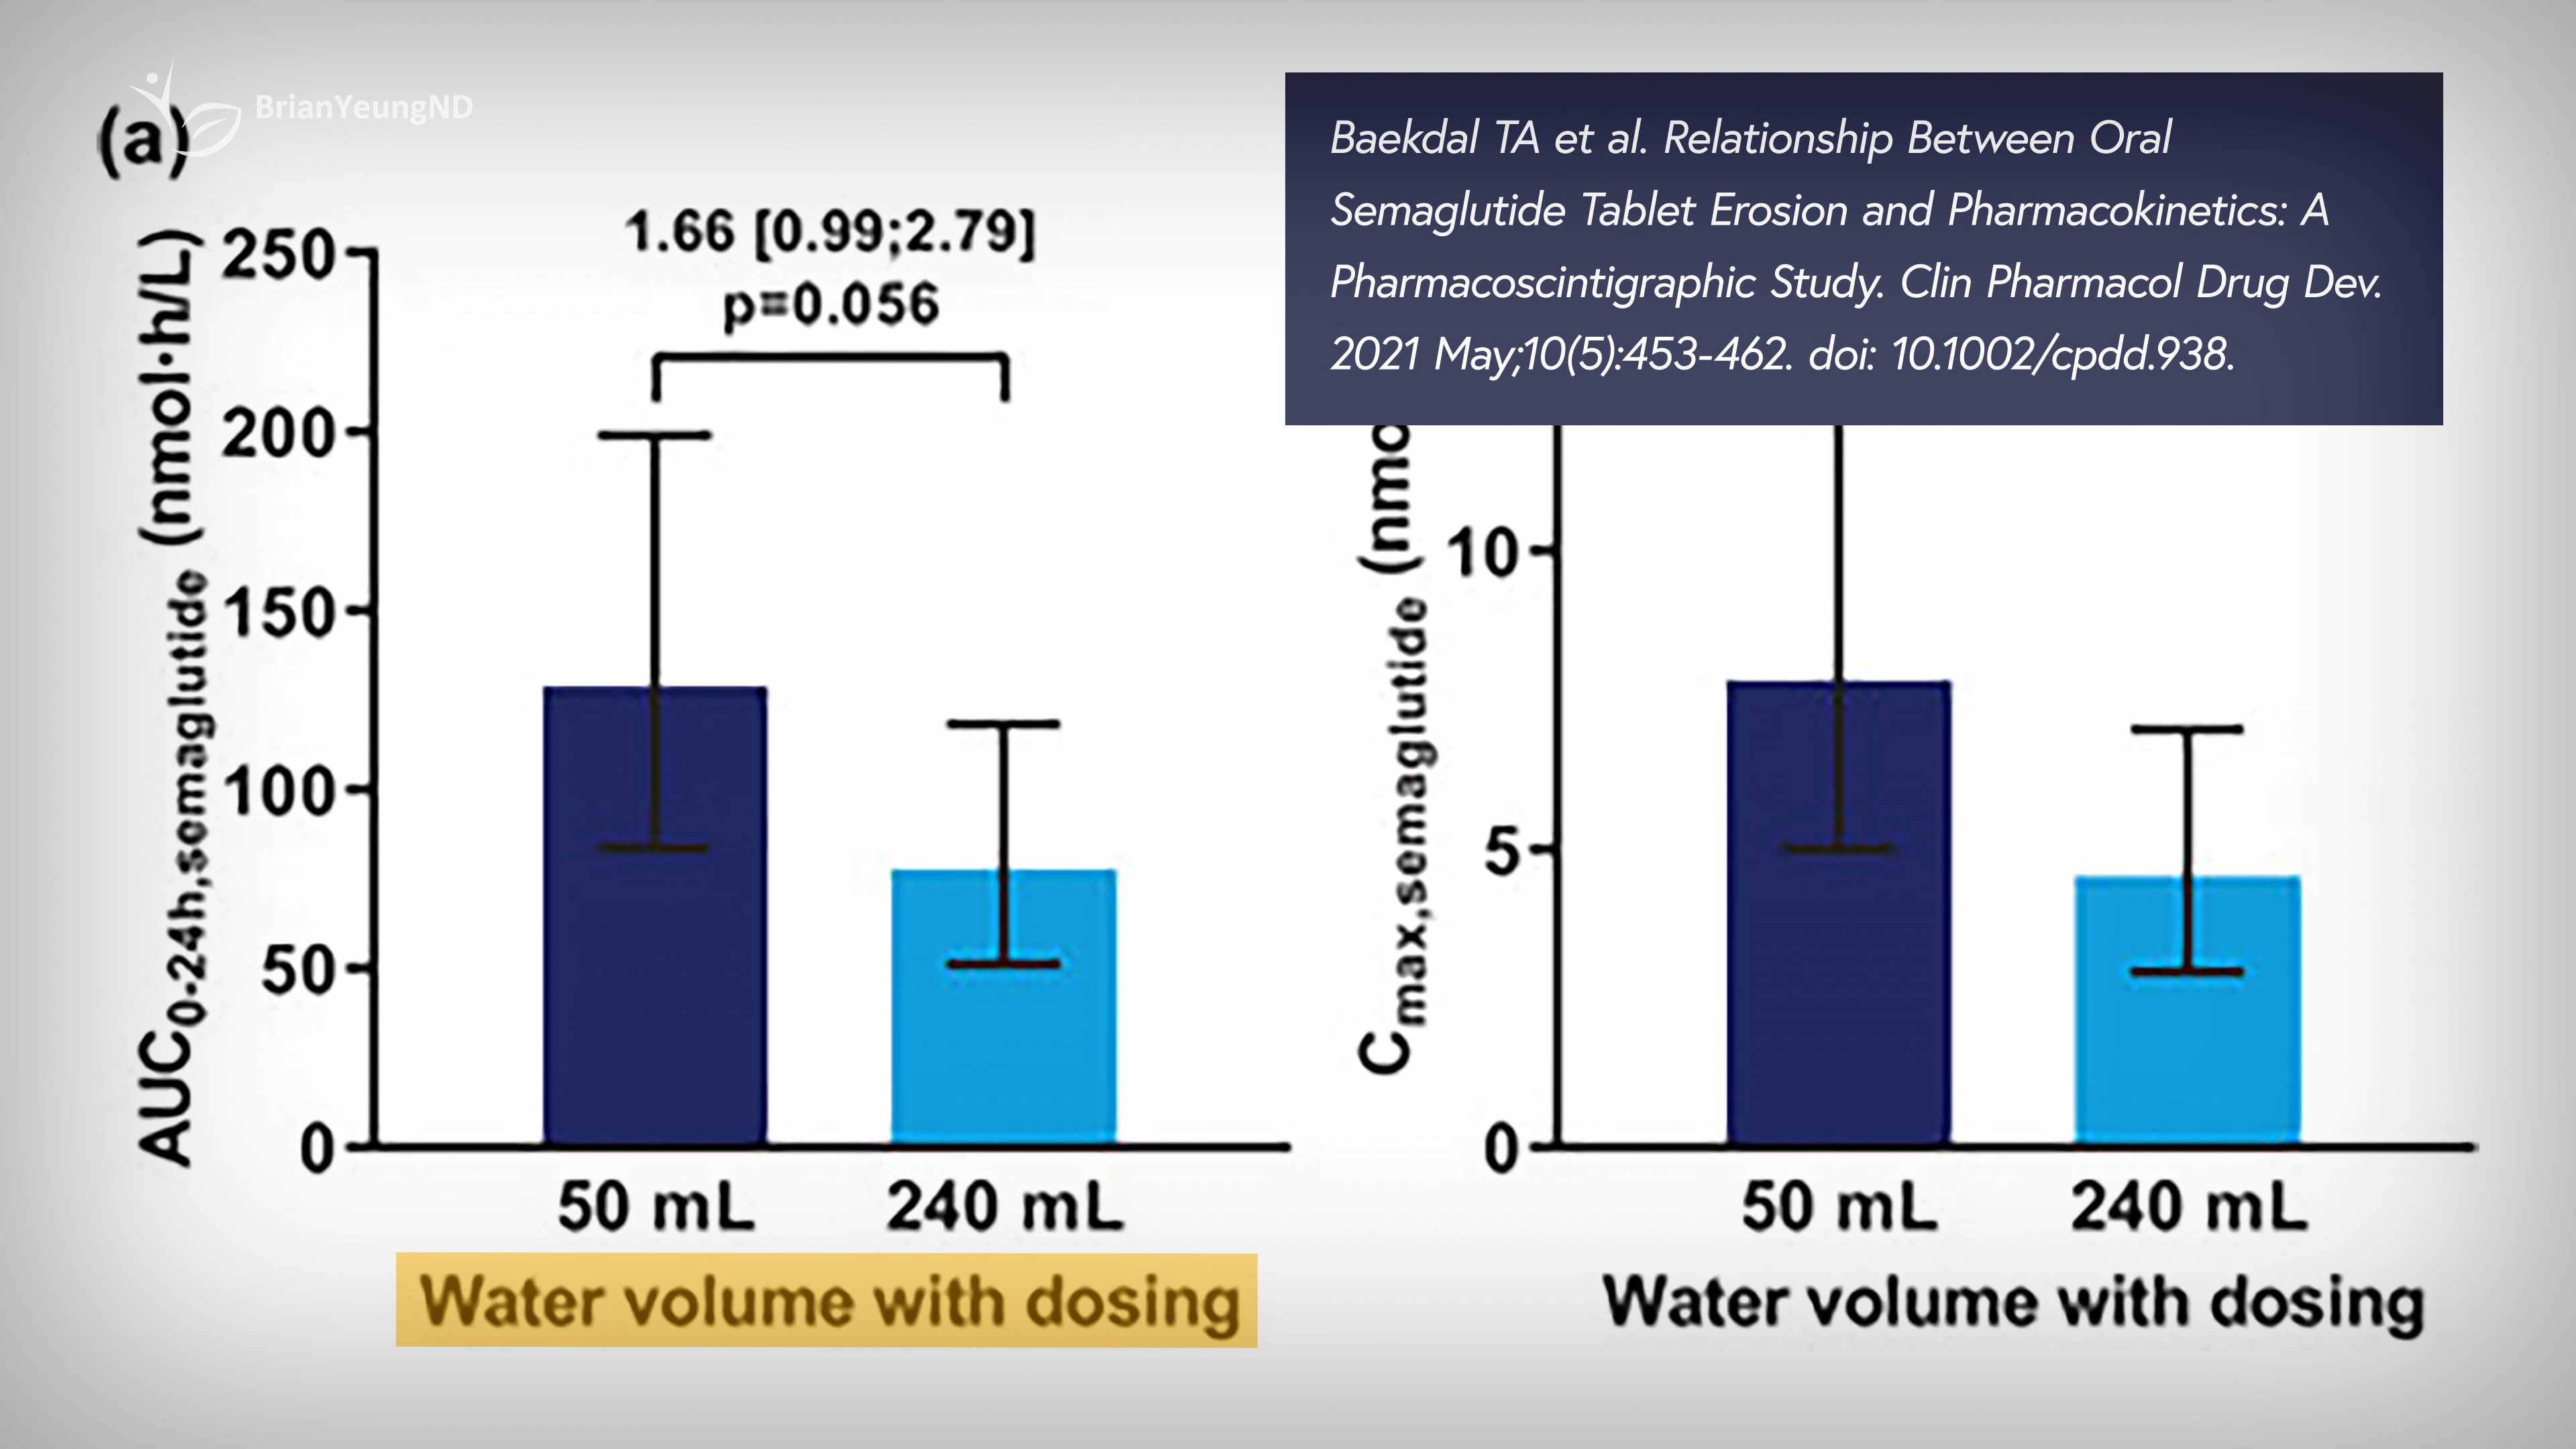 BrianYeungND
(a)
Baekdal TA et al. Relationship Between Oral
Semaglutide Tablet Erosion and Pharmacokinetics: A
Pharmacoscintigraphic Study. Clin Pharmacol Drug Dev.
2021 May;10(5):453-462. doi: 10.1002/cpdd.938.
AUC0-24h,semaglutide (nmol·h/L)
250
200
150
100
50
0
1.66 [0.99;2.79]
p=0.056
50 mL 240 mL
Water volume with dosing
Cmax,semaglutide (nmo
10
5
0
50 mL 240 mL
Water volume with dosing